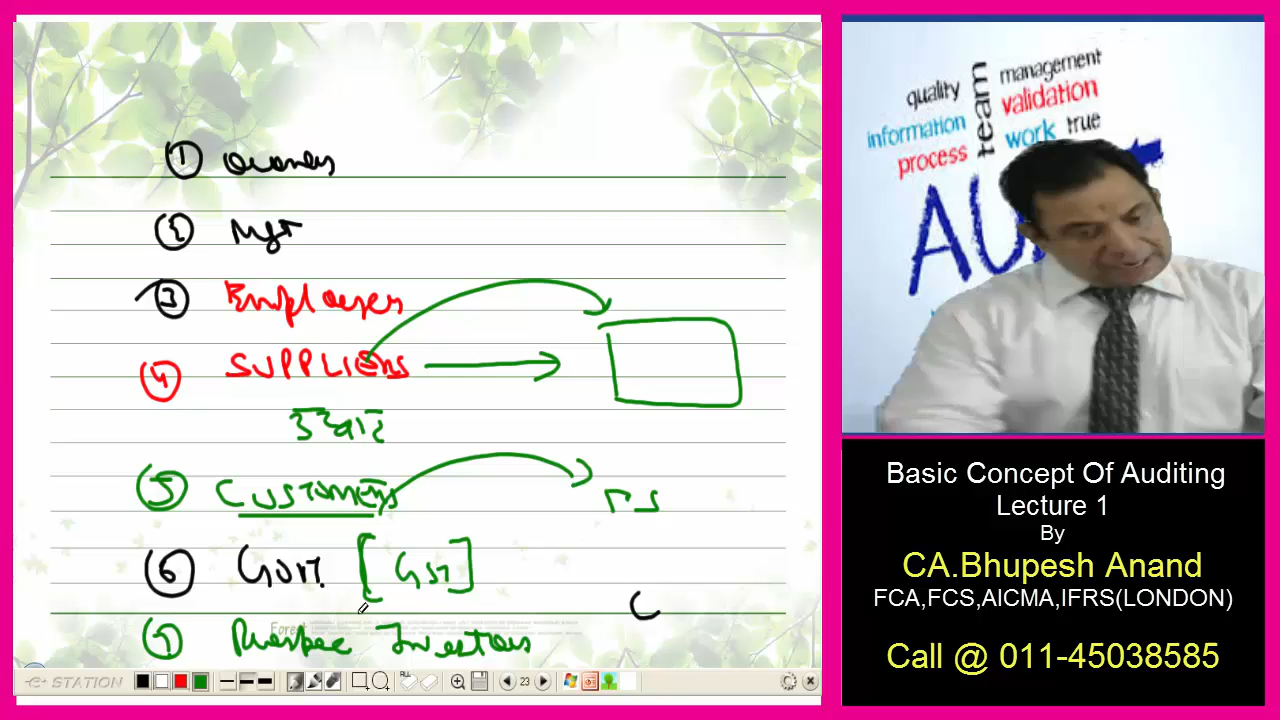 ① Owners
② Mgt
③ Employees
④ SUPPLIERS
उधार
⑤ CUSTOMERS
FS
⑥ Govt. [GST]
C
⑦ Prospec Investors
STATION
23
quality
team
management
validation
information
work
true
process
AU
Basic Concept Of Auditing
Lecture 1
By
CA.Bhupesh Anand
FCA,FCS,AICMA,IFRS(LONDON)
Call @ 011-45038585